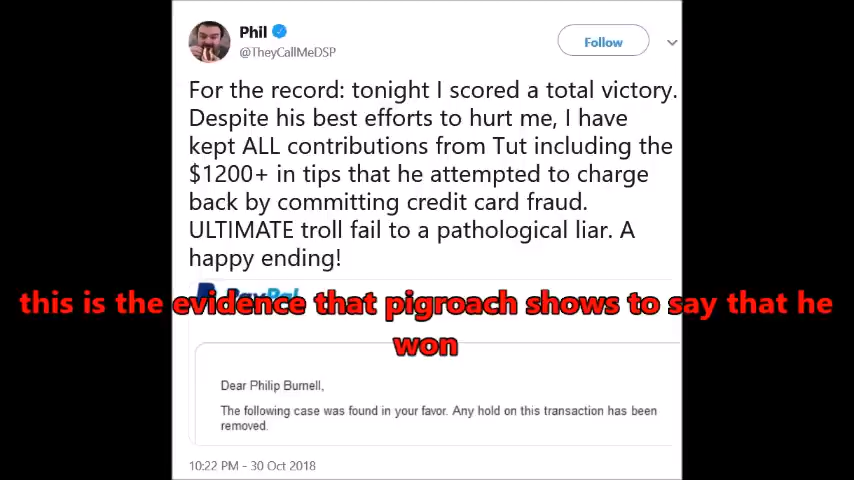 Phil
@TheyCallMeDSP
Follow
For the record: tonight I scored a total victory.
Despite his best efforts to hurt me, I have
kept ALL contributions from Tut including the
$1200+ in tips that he attempted to charge
back by committing credit card fraud.
ULTIMATE troll fail to a pathological liar. A
happy ending!
PayPal
this is the evidence that pigroach shows to say that he
won
Dear Philip Burnell,
The following case was found in your favor. Any hold on this transaction has been
removed.
10:22 PM - 30 Oct 2018